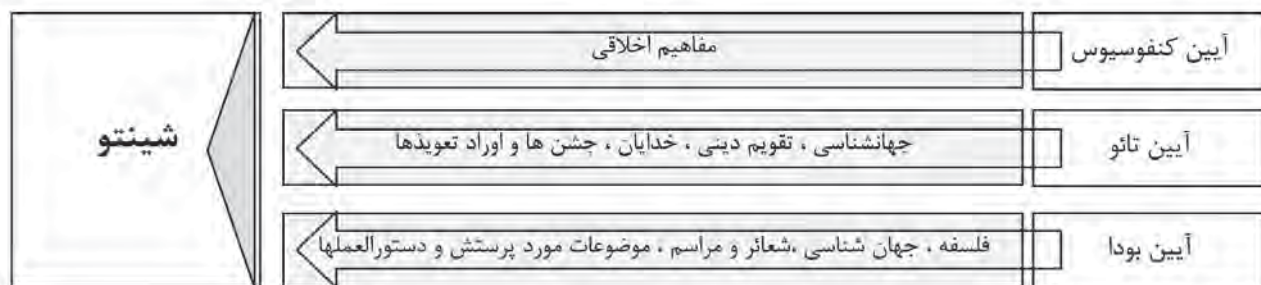 آیین کنفوسیوس
مفاهیم اخلاقی
آیین تائو
جهانشناسی ، تقویم دینی ، خدایان ، جشن ها و اوراد تعویذها
آیین بودا
فلسفه ، جهان شناسی ،شعائر و مراسم ، موضوعات مورد پرستش و دستورالعملها
شینتو